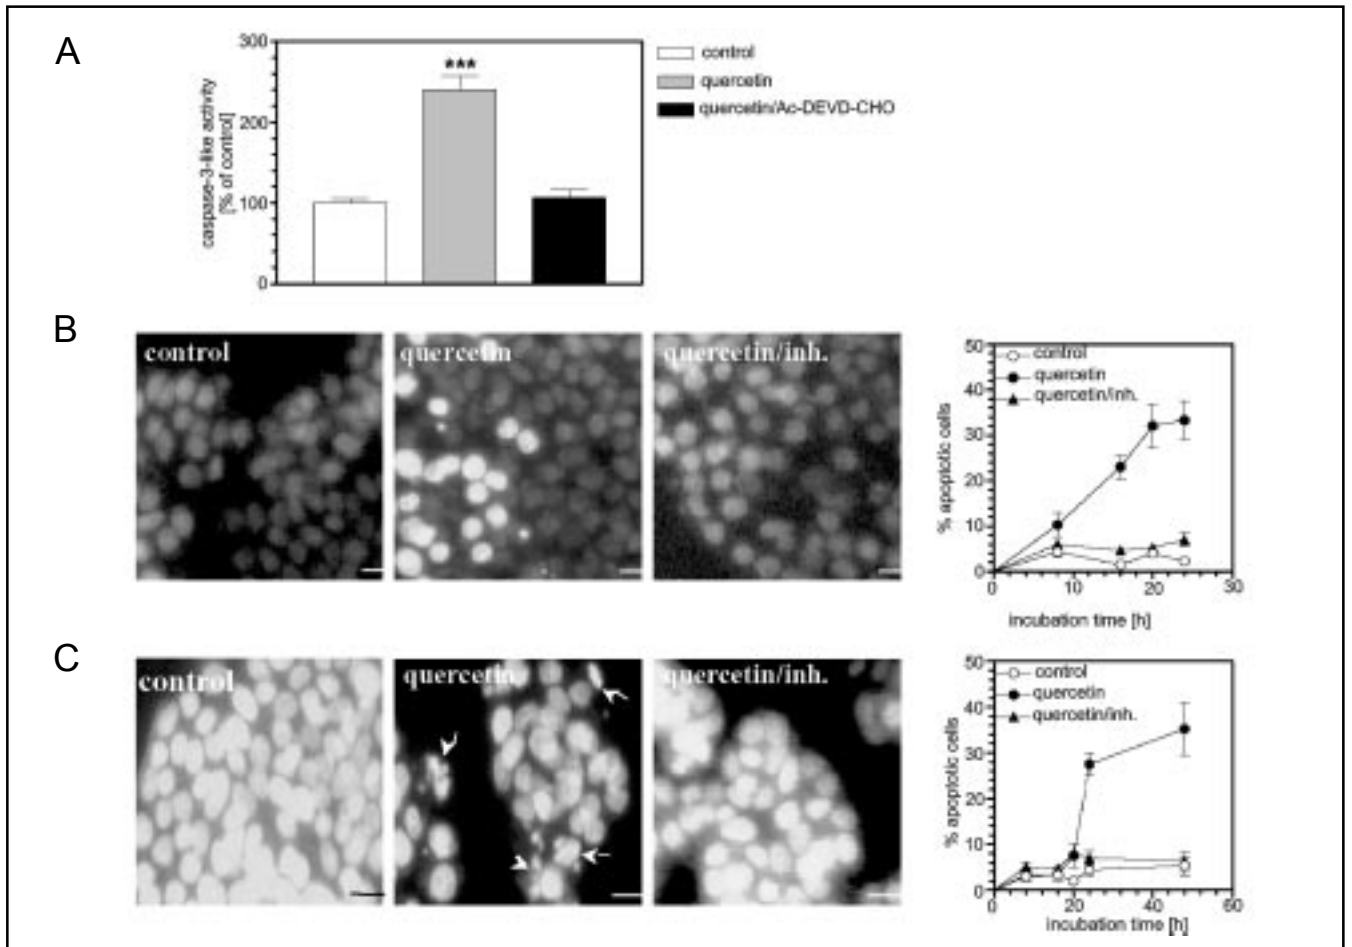 A
300
200
100
0
caspase-3-like activity
[% of control]
***
control
quercetin
quercetin/Ac-DEVD-CHO
B
control
quercetin
quercetin/inh.
50
40
30
20
10
0
% apoptotic cells
control
quercetin
quercetin/inh.
0 10 20 30
incubation time [h]
C
control
quercetin
quercetin/inh.
50
40
30
20
10
0
% apoptotic cells
control
quercetin
quercetin/inh.
0 20 40 60
incubation time [h]